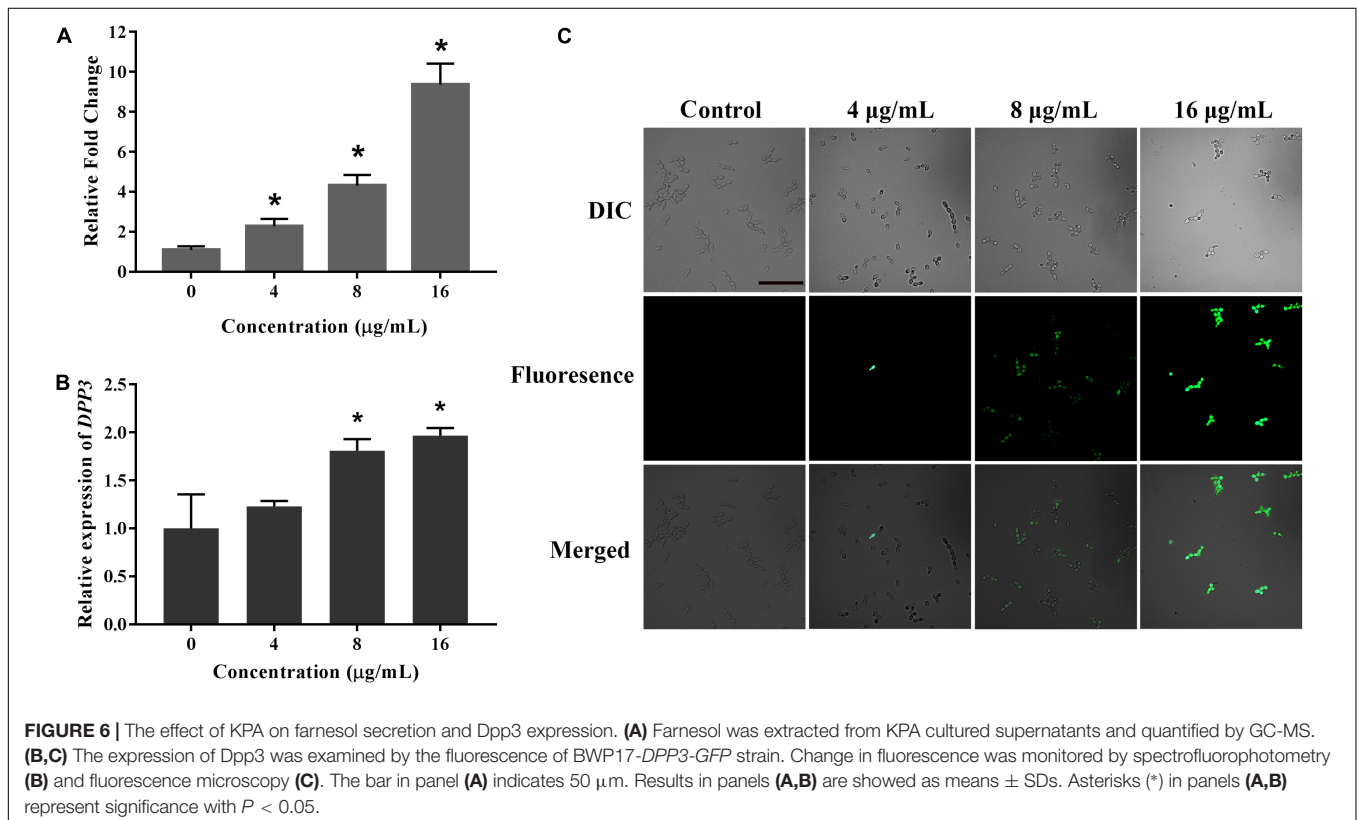 A
Relative Fold Change
12
10
8
6
4
2
0
*
*
*
0 4 8 16
Concentration (μg/mL)
B
Relative expression of DPP3
2.5
2.0
1.5
1.0
0.5
0.0
*
*
0 4 8 16
Concentration (μg/mL)
C
Control 4 μg/mL 8 μg/mL 16 μg/mL
DIC
Fluoresence
Merged
FIGURE 6 | The effect of KPA on farnesol secretion and Dpp3 expression. (A) Farnesol was extracted from KPA cultured supernatants and quantified by GC-MS.
(B,C) The expression of Dpp3 was examined by the fluorescence of BWP17-DPP3-GFP strain. Change in fluorescence was monitored by spectrofluorophotometry
(B) and fluorescence microscopy (C). The bar in panel (A) indicates 50 μm. Results in panels (A,B) are showed as means ± SDs. Asterisks (*) in panels (A,B)
represent significance with P < 0.05.